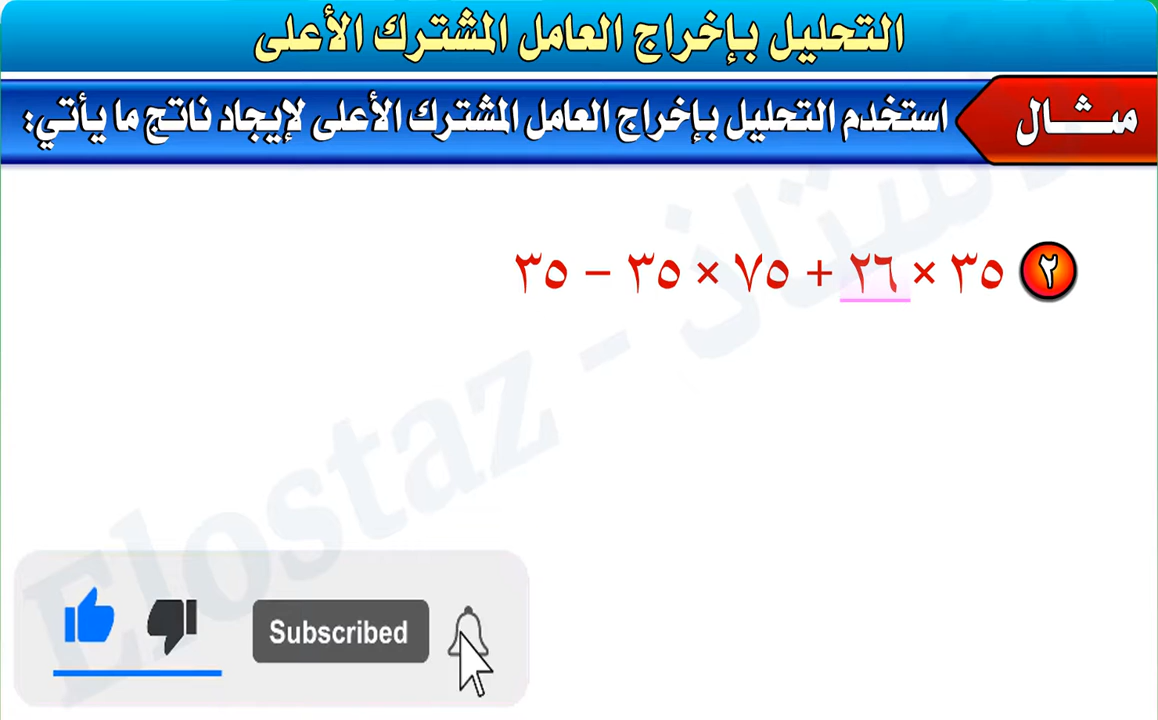 التحليل بإخراج العامل المشترك الأعلى
مثـــال استخدم التحليل بإخراج العامل المشترك الأعلى لإيجاد ناتج ما يأتي:
٢ ٣٥ × ٢٦ + ٧٥ × ٣٥ − ٣٥
الأستاذ - Elostaz
Subscribed